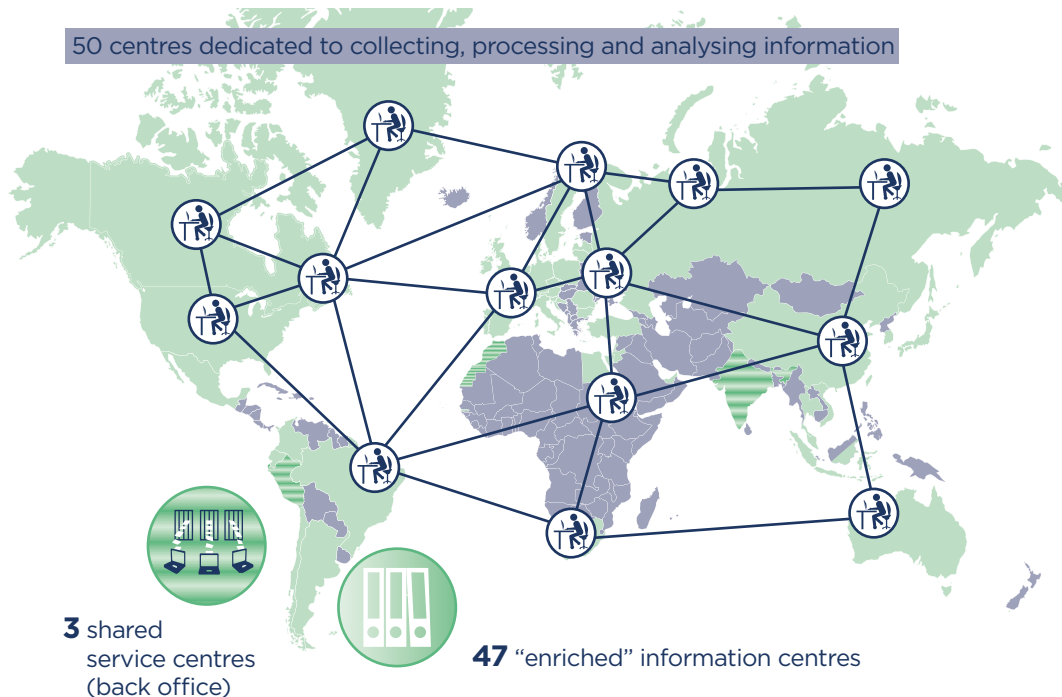 50 centres dedicated to collecting, processing and analysing information
3 shared
service centres
(back office)
47 “enriched” information centres